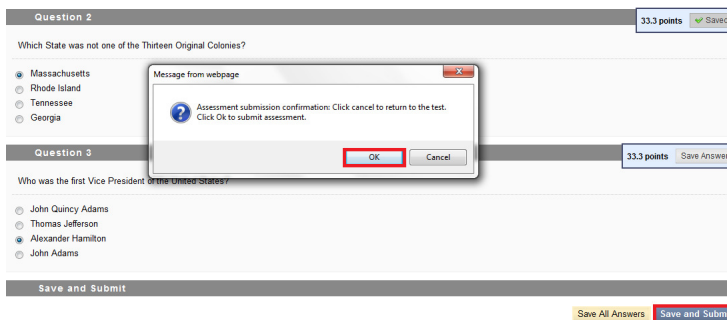 Question 2
33.3 points
Which State was not one of the Thirteen Original Colonies?
Massachusetts
Rhode Island
Tennessee
Georgia
Message from webpage
Assessment submission confirmation: Click cancel to return to the test.
Click Ok to submit assessment.
OK Cancel
Question 3
33.3 points Save Answer
Who was the first Vice President of the United States?
John Quincy Adams
Thomas Jefferson
Alexander Hamilton
John Adams
Save and Submit
Save All Answers Save and Subm